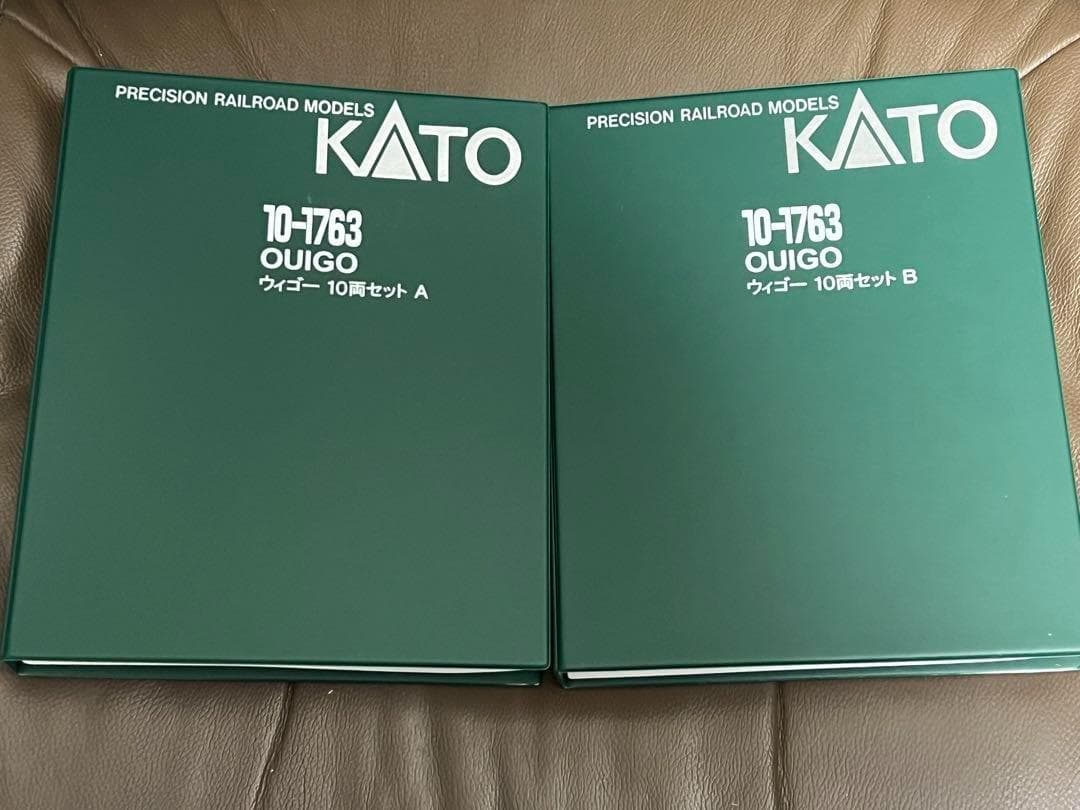 PRECISION RAILROAD MODELS
KATO
10-1763
OUIGO
ウィゴー 10両セット A
PRECISION RAILROAD MODELS
KATO
10-1763
OUIGO
ウィゴー 10両セット B